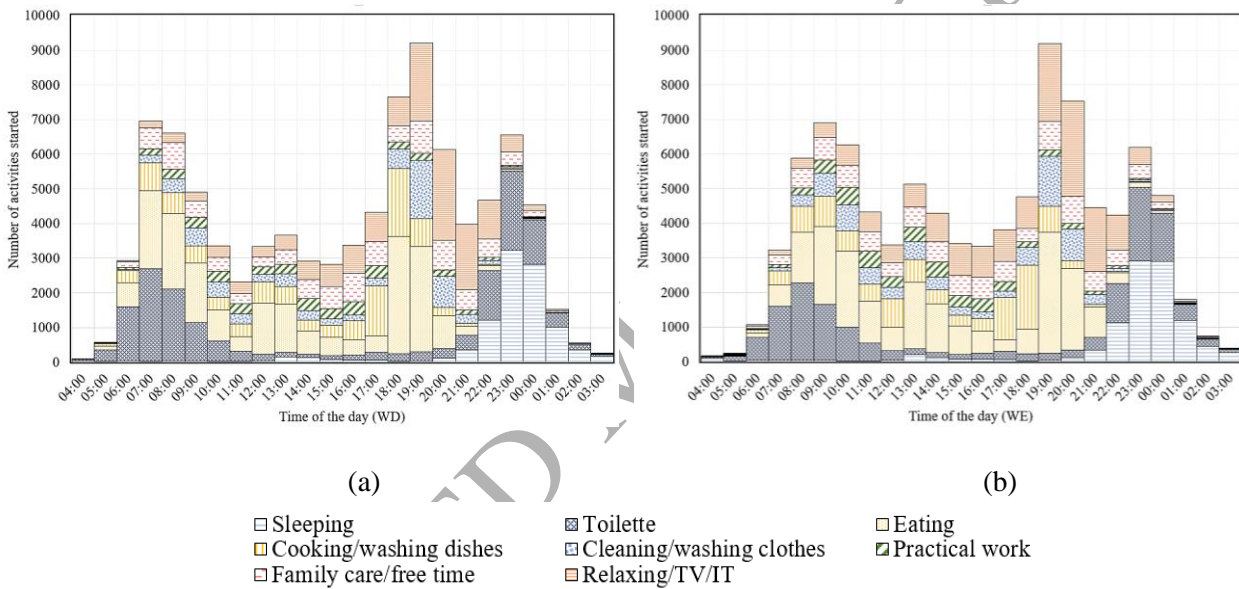 10000
9000
8000
7000
6000
5000
4000
3000
2000
1000
0
Number of activities started
04:00 05:00 06:00 07:00 08:00 09:00 10:00 11:00 12:00 13:00 14:00 15:00 16:00 17:00 18:00 19:00 20:00 21:00 22:00 23:00 00:00 01:00 02:00 03:00
Time of the day (WD)
(a)
10000
9000
8000
7000
6000
5000
4000
3000
2000
1000
0
Number of activities started
04:00 05:00 06:00 07:00 08:00 09:00 10:00 11:00 12:00 13:00 14:00 15:00 16:00 17:00 18:00 19:00 20:00 21:00 22:00 23:00 00:00 01:00 02:00 03:00
Time of the day (WE)
(b)
Sleeping Toilette Eating
Cooking/washing dishes Cleaning/washing clothes Practical work
Family care/free time Relaxing/TV/IT